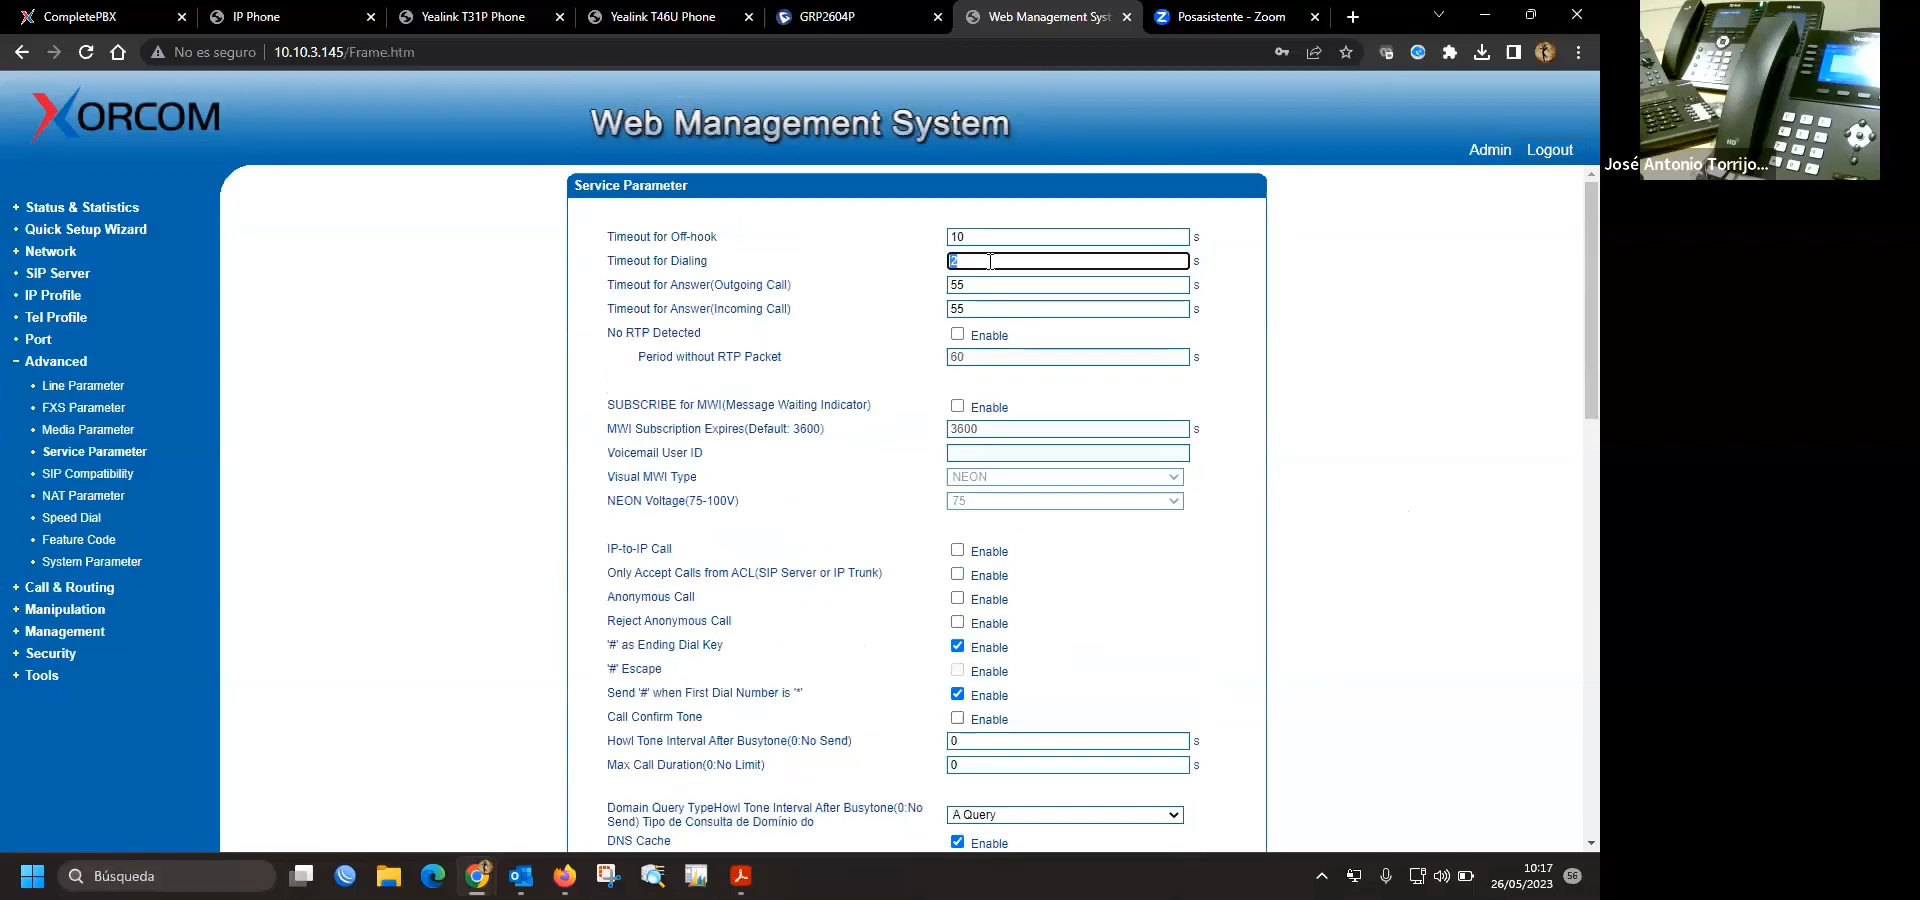 CompletePBX
IP Phone
Yealink T31P Phone
Yealink T46U Phone
GRP2604P
Web Management Syst
Posasistente - Zoom
No es seguro
10.10.3.145/Frame.htm
XORCOM
Web Management System
Admin Logout
+ Status & Statistics
• Quick Setup Wizard
+ Network
• SIP Server
• IP Profile
• Tel Profile
• Port
− Advanced
• Line Parameter
• FXS Parameter
• Media Parameter
• Service Parameter
• SIP Compatibility
• NAT Parameter
• Speed Dial
• Feature Code
• System Parameter
+ Call & Routing
+ Manipulation
+ Management
+ Security
+ Tools
Service Parameter
Timeout for Off-hook 10 s
Timeout for Dialing 2 s
Timeout for Answer(Outgoing Call) 55 s
Timeout for Answer(Incoming Call) 55 s
No RTP Detected Enable
Period without RTP Packet 60 s
SUBSCRIBE for MWI(Message Waiting Indicator) Enable
MWI Subscription Expires(Default: 3600) 3600 s
Voicemail User ID
Visual MWI Type NEON
NEON Voltage(75-100V) 75
IP-to-IP Call Enable
Only Accept Calls from ACL(SIP Server or IP Trunk) Enable
Anonymous Call Enable
Reject Anonymous Call Enable
'#' as Ending Dial Key Enable
'#' Escape Enable
Send '#' when First Dial Number is '*' Enable
Call Confirm Tone Enable
Howl Tone Interval After Busytone(0:No Send) 0 s
Max Call Duration(0:No Limit) 0 s
Domain Query TypeHowl Tone Interval After Busytone(0:No
Send) Tipo de Consulta de Domínio do A Query
DNS Cache Enable
José Antonio Torrijo...
Búsqueda
10:17
26/05/2023
56